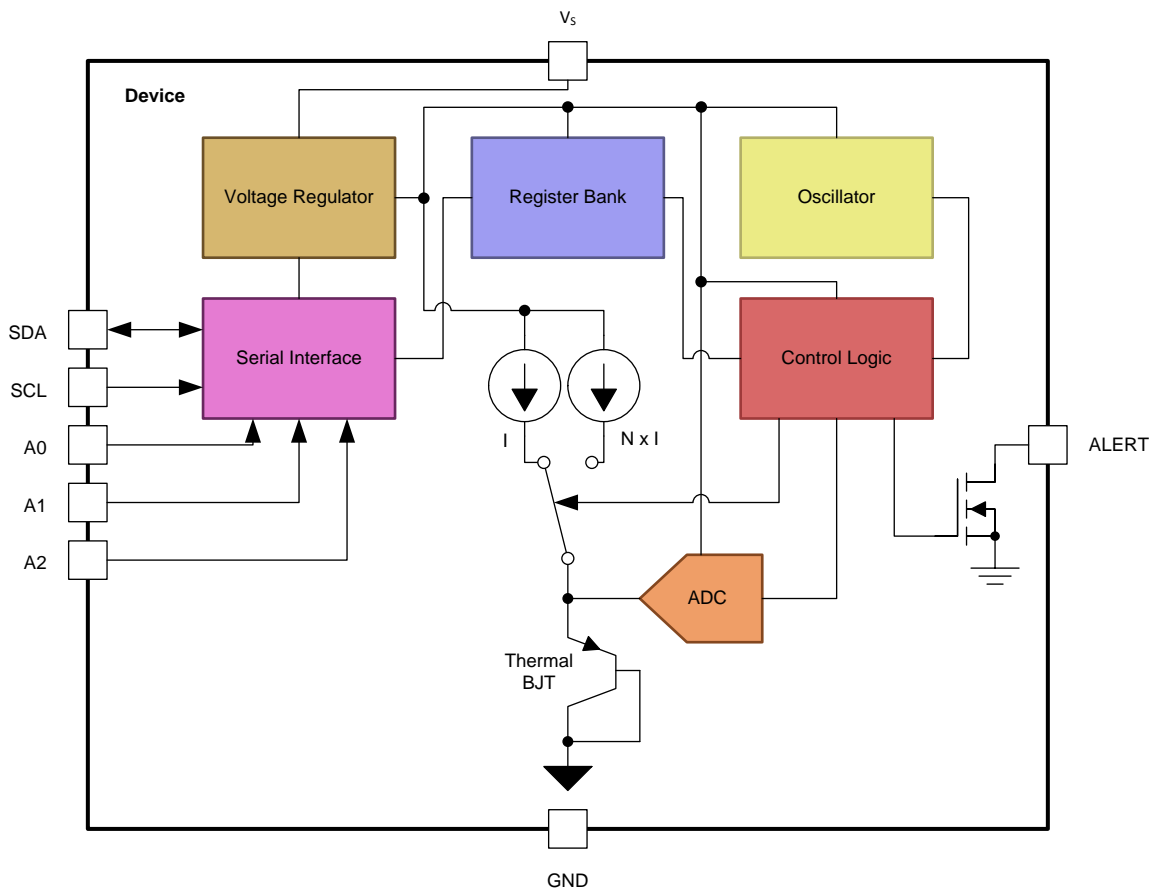 Vs
Device
Voltage Regulator
Register Bank
Oscillator
SDA
Serial Interface
Control Logic
SCL
A0
I
N x I
ALERT
A1
A2
ADC
Thermal
BJT
GND